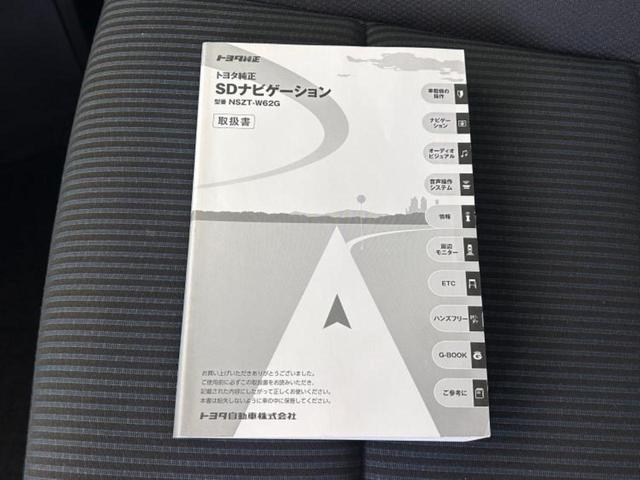 トヨタ純正
トヨタ純正
SDナビゲーション
型番 NSZT-W62G
取扱書
車載機の
操作
ナビゲー
ション
オーディオ
ビジュアル
音声操作
システム
情報
周辺
モニター
ETC
ハンズフリー
G-BOOK
ご参考に
お買い上げいただきありがとうございました。
ご使用前に必ずこの取扱書をお読みいただき、
記載された内容にしたがって正しくお使いください。
本書は紛失しないように車の中に保管してください。
トヨタ自動車株式会社